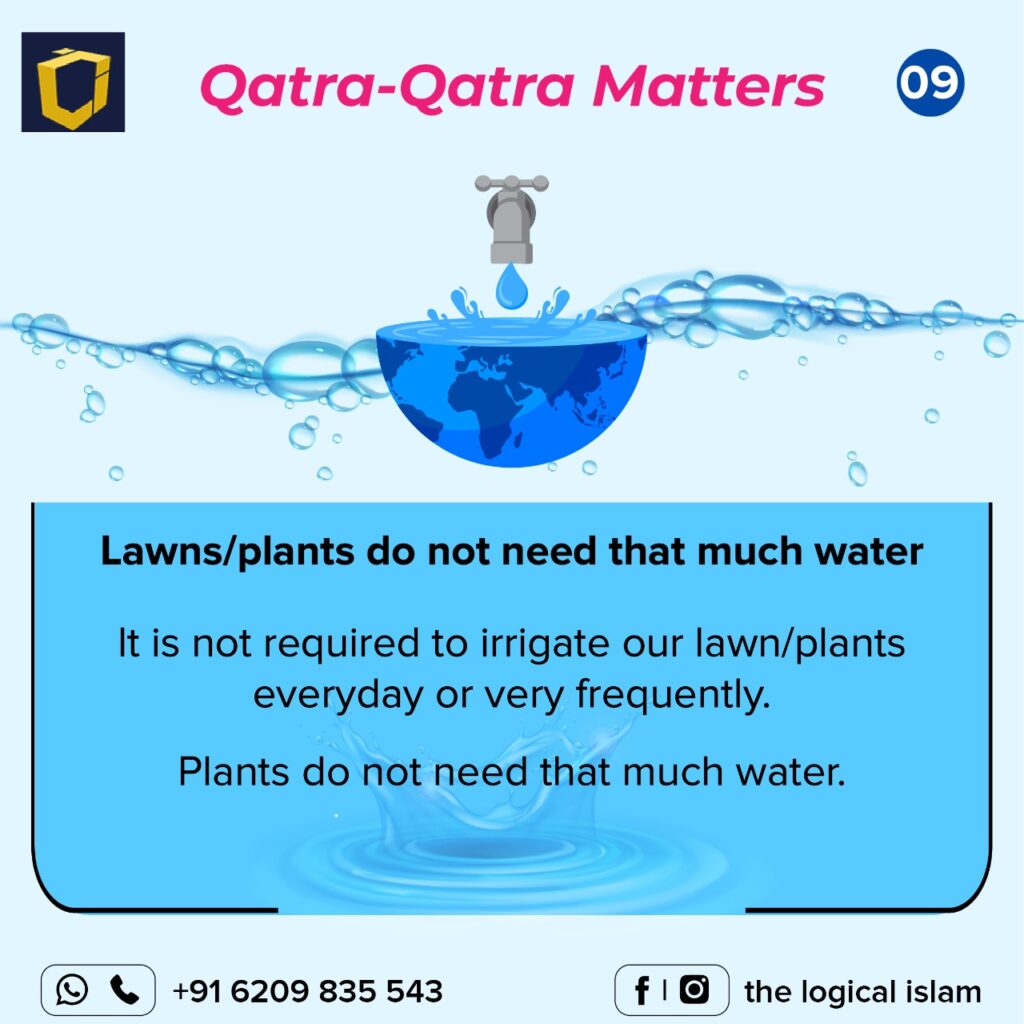 Qatra-Qatra Matters
09
Lawns/plants do not need that much water
It is not required to irrigate our lawn/plants
everyday or very frequently.
Plants do not need that much water.
+91 6209 835 543
the logical islam